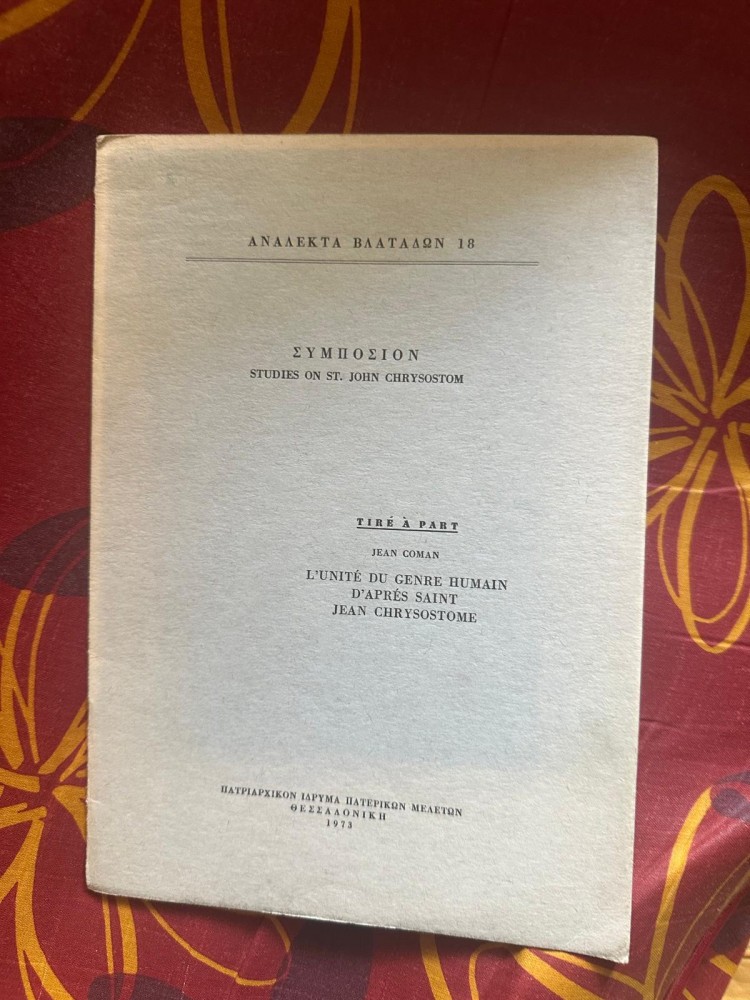 ΑΝΑΛΕΚΤΑ ΒΛΑΤΑΔΩΝ 18
ΣΥΜΠΟΣΙΟΝ
STUDIES ON ST. JOHN CHRYSOSTOM
TIRÉ À PART
JEAN COMAN
L'UNITÉ DU GENRE HUMAIN
D'APRÉS SAINT
JEAN CHRYSOSTOME
ΠΑΤΡΙΑΡΧΙΚΟΝ ΙΔΡΥΜΑ ΠΑΤΕΡΙΚΩΝ ΜΕΛΕΤΩΝ
ΘΕΣΣΑΛΟΝΙΚΗ
1973